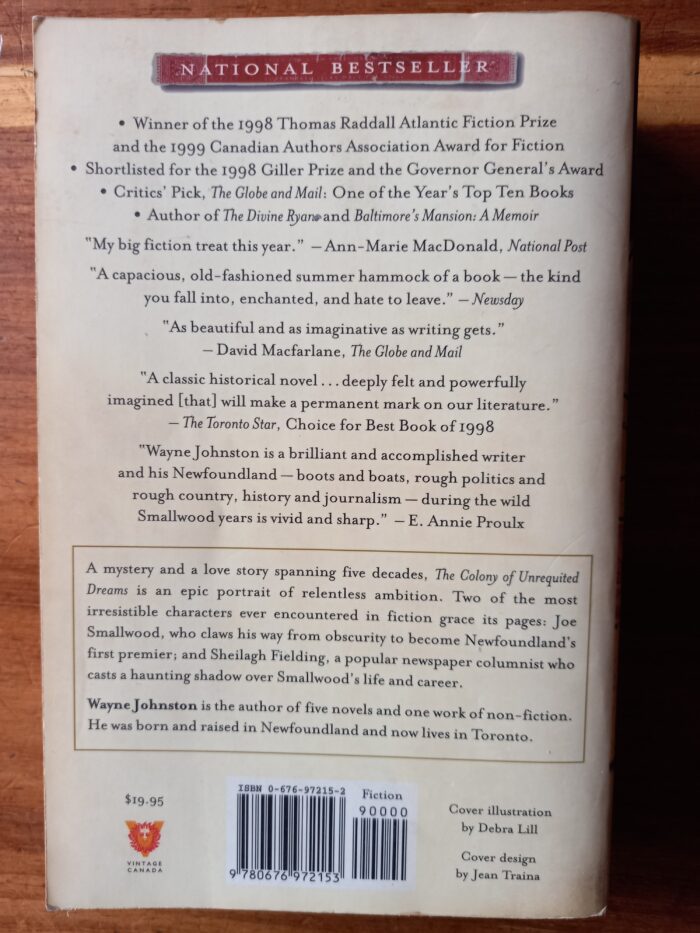 NATIONAL BESTSELLER
• Winner of the 1998 Thomas Raddall Atlantic Fiction Prize
and the 1999 Canadian Authors Association Award for Fiction
• Shortlisted for the 1998 Giller Prize and the Governor General's Award
• Critics' Pick, The Globe and Mail: One of the Year's Top Ten Books
• Author of The Divine Ryans and Baltimore's Mansion: A Memoir
"My big fiction treat this year." —Ann-Marie MacDonald, National Post
"A capacious, old-fashioned summer hammock of a book — the kind
you fall into, enchanted, and hate to leave." —Newsday
"As beautiful and as imaginative as writing gets."
—David Macfarlane, The Globe and Mail
"A classic historical novel . . . deeply felt and powerfully
imagined [that] will make a permanent mark on our literature."
—The Toronto Star, Choice for Best Book of 1998
"Wayne Johnston is a brilliant and accomplished writer
and his Newfoundland — boots and boats, rough politics and
rough country, history and journalism — during the wild
Smallwood years is vivid and sharp." —E. Annie Proulx
A mystery and a love story spanning five decades, The Colony of Unrequited
Dreams is an epic portrait of relentless ambition. Two of the most
irresistible characters ever encountered in fiction grace its pages: Joe
Smallwood, who claws his way from obscurity to become Newfoundland's
first premier; and Sheilagh Fielding, a popular newspaper columnist who
casts a haunting shadow over Smallwood's life and career.
Wayne Johnston is the author of five novels and one work of non-fiction.
He was born and raised in Newfoundland and now lives in Toronto.
$19.95
VINTAGE
CANADA
ISBN 0-676-97215-2
Fiction
90000
9 780676 972153
Cover illustration
by Debra Lill
Cover design
by Jean Traina